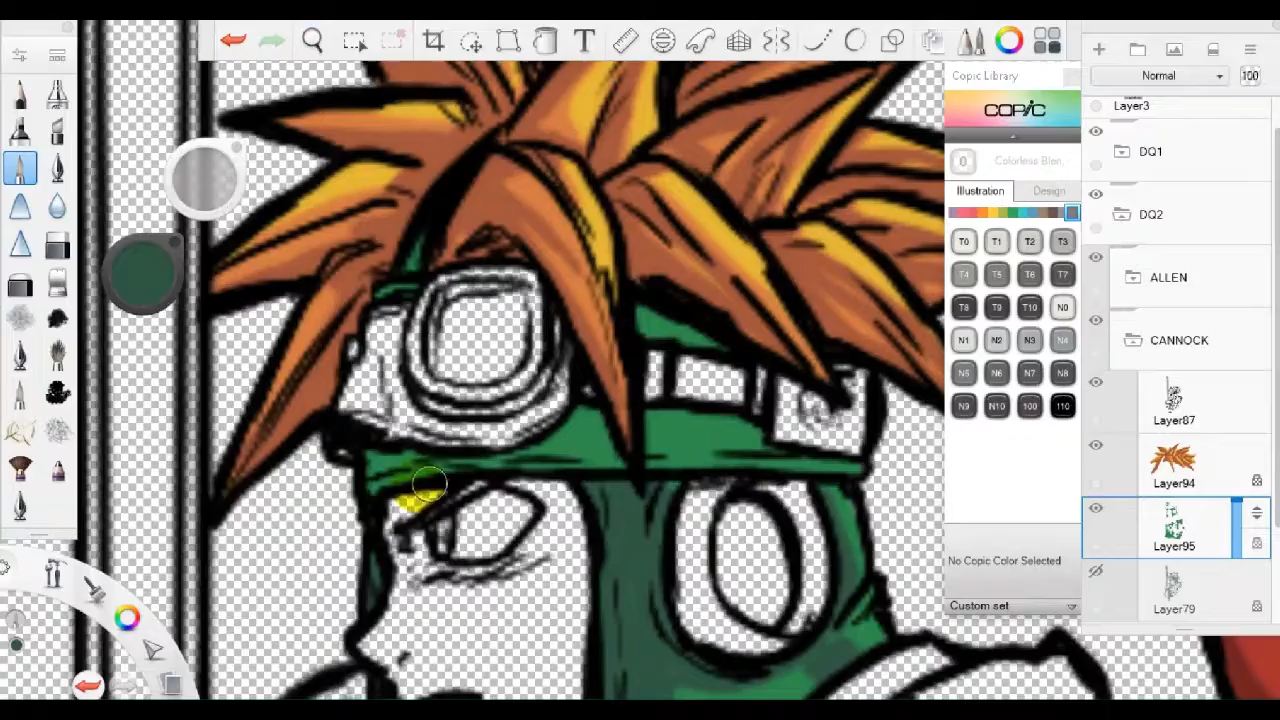 Copic Library
COPIC
0 Colorless Blen.
Illustration Design
T0 T1 T2 T3
T4 T5 T6 T7
T8 T9 T10 N0
N1 N2 N3 N4
N5 N6 N7 N8
N9 N10 100 110
No Copic Color Selected
Custom set
Normal 100
Layer3
DQ1
DQ2
ALLEN
CANNOCK
Layer87
Layer94
Layer95
Layer79